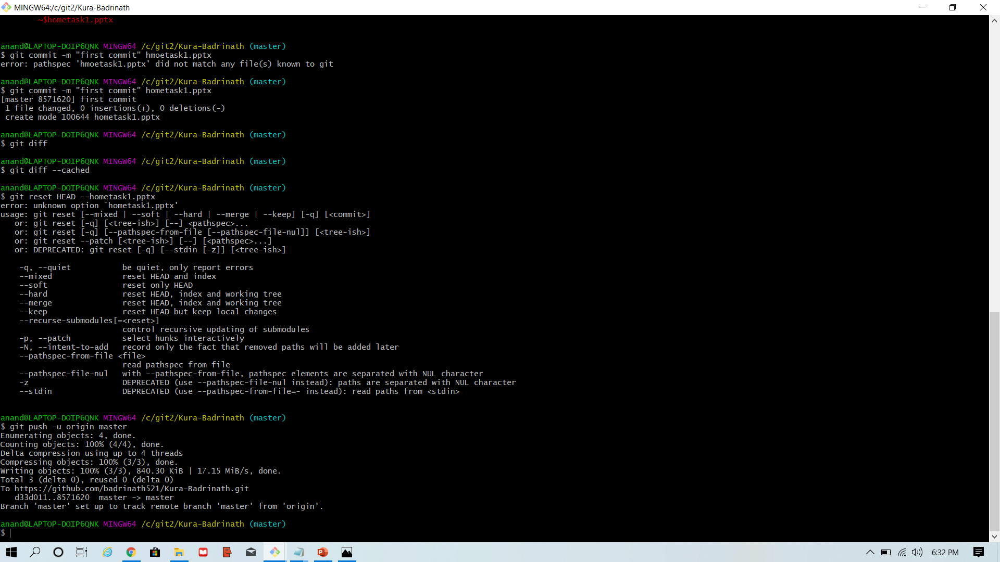 MINGW64:/c/git2/Kura-Badrinath
~$hometask1.pptx
anand@LAPTOP-DOIP6QNK MINGW64 /c/git2/Kura-Badrinath (master)
$ git commit -m "first commit" hmoetask1.pptx
error: pathspec 'hmoetask1.pptx' did not match any file(s) known to git
anand@LAPTOP-DOIP6QNK MINGW64 /c/git2/Kura-Badrinath (master)
$ git commit -m "first commit" hometask1.pptx
[master 8571620] first commit
 1 file changed, 0 insertions(+), 0 deletions(-)
 create mode 100644 hometask1.pptx
anand@LAPTOP-DOIP6QNK MINGW64 /c/git2/Kura-Badrinath (master)
$ git diff
anand@LAPTOP-DOIP6QNK MINGW64 /c/git2/Kura-Badrinath (master)
$ git diff --cached
anand@LAPTOP-DOIP6QNK MINGW64 /c/git2/Kura-Badrinath (master)
$ git reset HEAD --hometask1.pptx
error: unknown option `hometask1.pptx'
usage: git reset [--mixed | --soft | --hard | --merge | --keep] [-q] [<commit>]
   or: git reset [-q] [<tree-ish>] [--] <pathspec>...
   or: git reset [-q] [--pathspec-from-file [--pathspec-file-nul]] [<tree-ish>]
   or: git reset --patch [<tree-ish>] [--] [<pathspec>...]
   or: DEPRECATED: git reset [-q] [--stdin [-z]] [<tree-ish>]
    -q, --quiet           be quiet, only report errors
    --mixed               reset HEAD and index
    --soft                reset only HEAD
    --hard                reset HEAD, index and working tree
    --merge               reset HEAD, index and working tree
    --keep                reset HEAD but keep local changes
    --recurse-submodules[=<reset>]
                          control recursive updating of submodules
    -p, --patch           select hunks interactively
    -N, --intent-to-add   record only the fact that removed paths will be added later
    --pathspec-from-file <file>
                          read pathspec from file
    --pathspec-file-nul   with --pathspec-from-file, pathspec elements are separated with NUL character
    -z                    DEPRECATED (use --pathspec-file-nul instead): paths are separated with NUL character
    --stdin               DEPRECATED (use --pathspec-from-file=- instead): read paths from <stdin>
anand@LAPTOP-DOIP6QNK MINGW64 /c/git2/Kura-Badrinath (master)
$ git push -u origin master
Enumerating objects: 4, done.
Counting objects: 100% (4/4), done.
Delta compression using up to 4 threads
Compressing objects: 100% (3/3), done.
Writing objects: 100% (3/3), 840.30 KiB | 17.15 MiB/s, done.
Total 3 (delta 0), reused 0 (delta 0)
To https://github.com/badrinath521/Kura-Badrinath.git
   d33d011..8571620  master -> master
Branch 'master' set up to track remote branch 'master' from 'origin'.
anand@LAPTOP-DOIP6QNK MINGW64 /c/git2/Kura-Badrinath (master)
$
6:32 PM